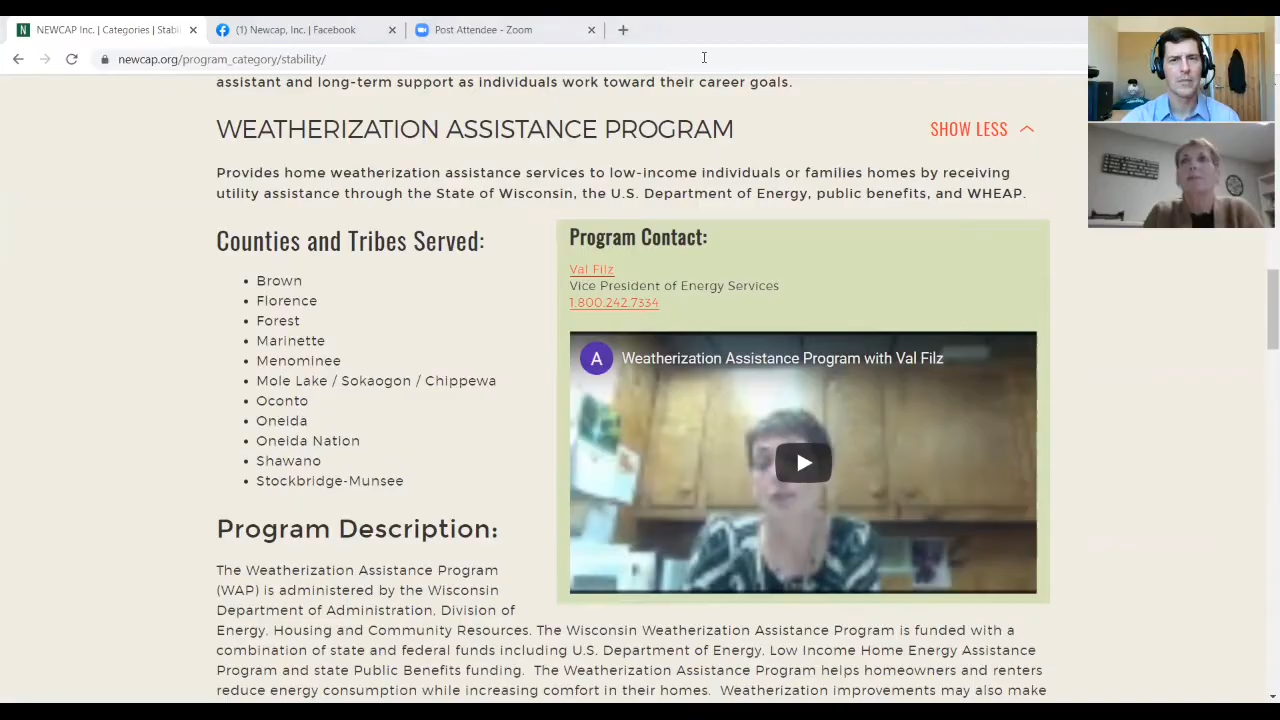 NEWCAP Inc. | Categories | Stabil
(1) Newcap, Inc. | Facebook
Post Attendee - Zoom
newcap.org/program_category/stability/
assistant and long-term support as individuals work toward their career goals.
WEATHERIZATION ASSISTANCE PROGRAM
SHOW LESS
Provides home weatherization assistance services to low-income individuals or families homes by receiving
utility assistance through the State of Wisconsin, the U.S. Department of Energy, public benefits, and WHEAP.
Counties and Tribes Served:
• Brown
• Florence
• Forest
• Marinette
• Menominee
• Mole Lake / Sokaogon / Chippewa
• Oconto
• Oneida
• Oneida Nation
• Shawano
• Stockbridge-Munsee
Program Contact:
Val Filz
Vice President of Energy Services
1.800.242.7334
A
Weatherization Assistance Program with Val Filz
Program Description:
The Weatherization Assistance Program
(WAP) is administered by the Wisconsin
Department of Administration, Division of
Energy, Housing and Community Resources. The Wisconsin Weatherization Assistance Program is funded with a
combination of state and federal funds including U.S. Department of Energy, Low Income Home Energy Assistance
Program and state Public Benefits funding. The Weatherization Assistance Program helps homeowners and renters
reduce energy consumption while increasing comfort in their homes. Weatherization improvements may also make